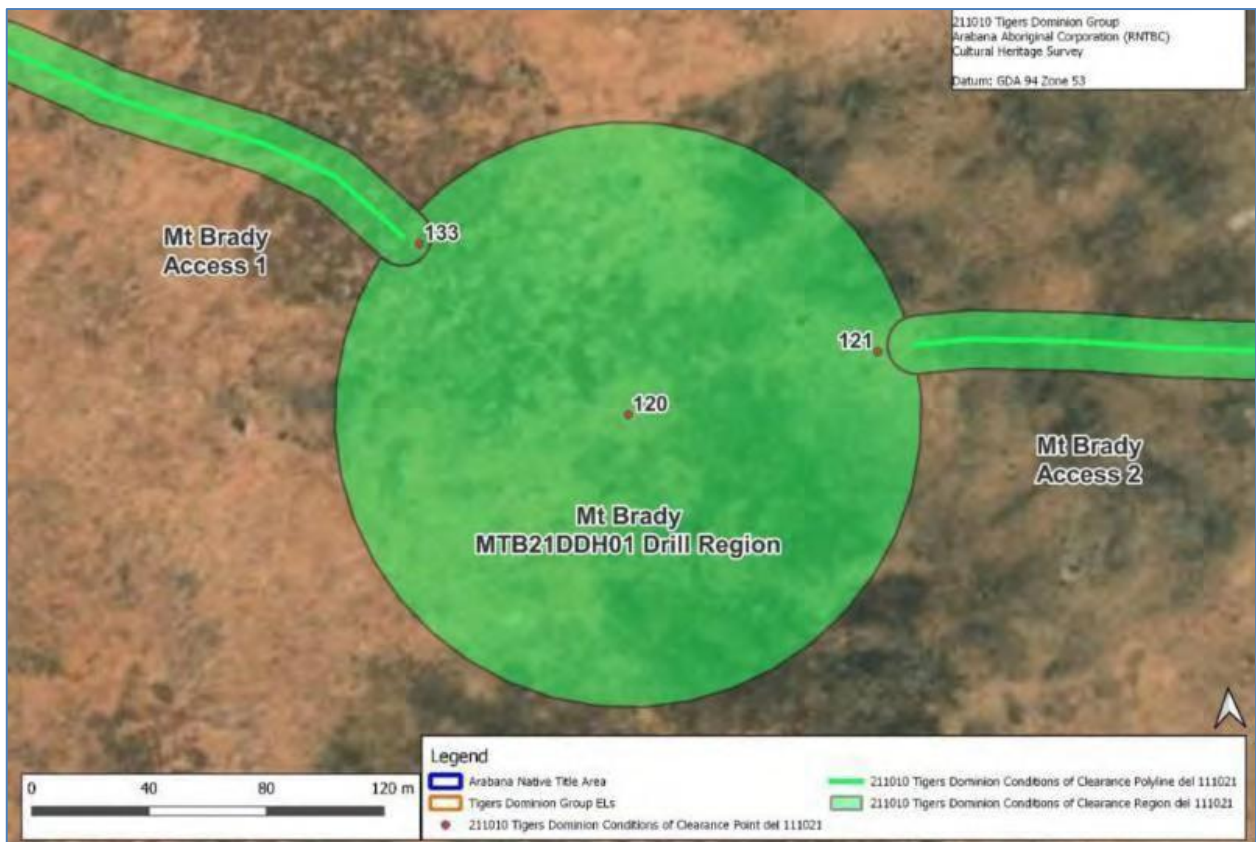 211010 Tigers Dominion Group
Arabana Aboriginal Corporation (RNTBC)
Cultural Heritage Survey
Datum: GDA 94 Zone 53
133
Mt Brady
Access 1
121
120
Mt Brady
Access 2
Mt Brady
MTB21DDH01 Drill Region
Legend
Arabana Native Title Area
Tigers Dominion Group ELs
211010 Tigers Dominion Conditions of Clearance Point del 111021
211010 Tigers Dominion Conditions of Clearance Polyline del 111021
211010 Tigers Dominion Conditions of Clearance Region del 111021
0 40 80 120 m